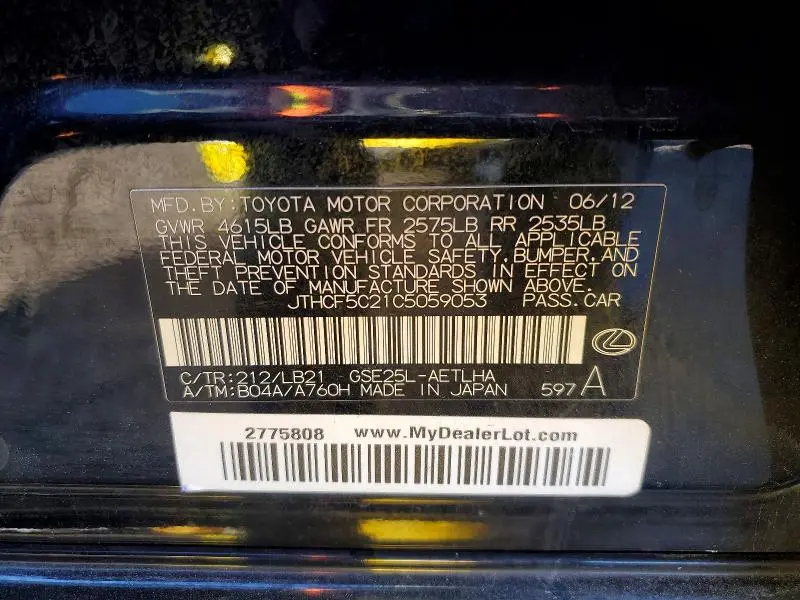 MFD. BY: TOYOTA MOTOR CORPORATION 06/12
GVWR 4615LB GAWR FR 2575LB RR 2535LB
THIS VEHICLE CONFORMS TO ALL APPLICABLE
FEDERAL MOTOR VEHICLE SAFETY, BUMPER, AND
THEFT PREVENTION STANDARDS IN EFFECT ON
THE DATE OF MANUFACTURE SHOWN ABOVE.
JTHCF5C21C5059053 PASS. CAR
C/TR: 212/LB21 GSE25L-AETLHA
A/TM: B04A/A760H MADE IN JAPAN 597 A
2775808 www.MyDealerLot.com